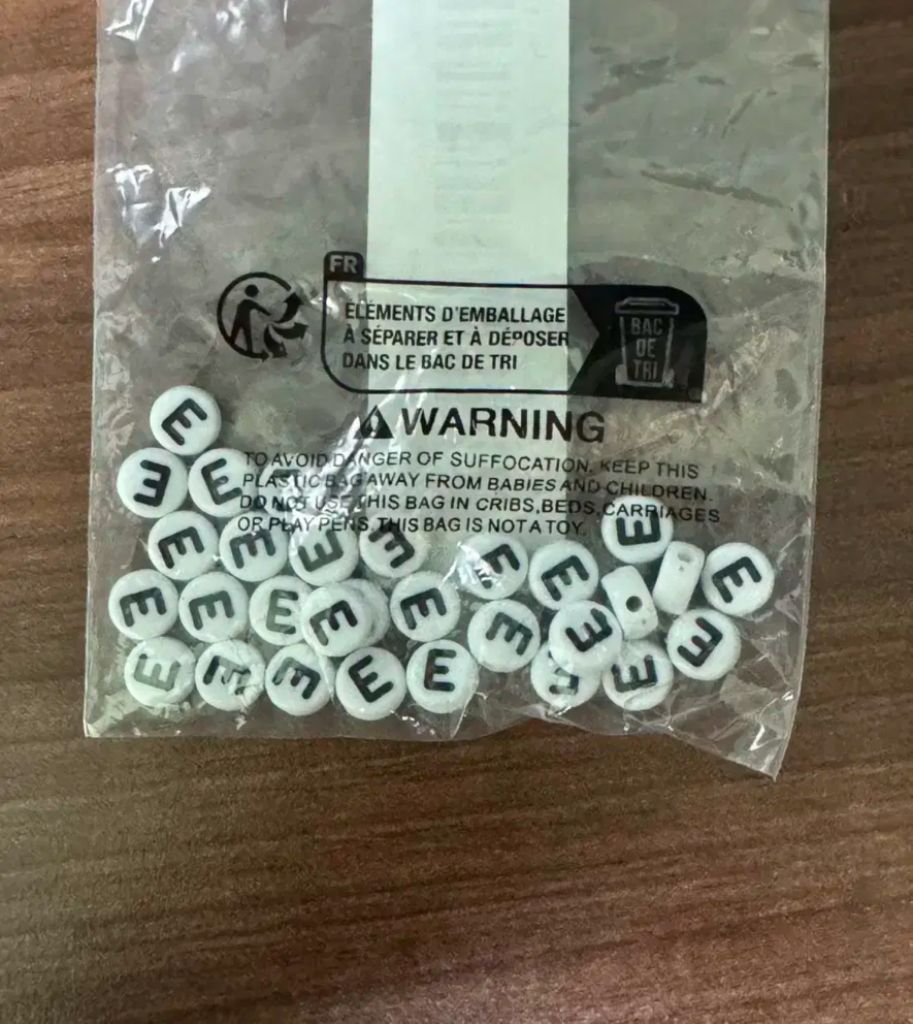 FR
ÉLÉMENTS D'EMBALLAGE
À SÉPARER ET À DÉPOSER
DANS LE BAC DE TRI
BAC
DE
TRI
WARNING
TO AVOID DANGER OF SUFFOCATION, KEEP THIS
PLASTIC BAG AWAY FROM BABIES AND CHILDREN.
DO NOT USE THIS BAG IN CRIBS,BEDS,CARRIAGES
OR PLAY PENS. THIS BAG IS NOT A TOY.
E
E E
E E E E E
E E E E E E E E E
E E E E E E E E